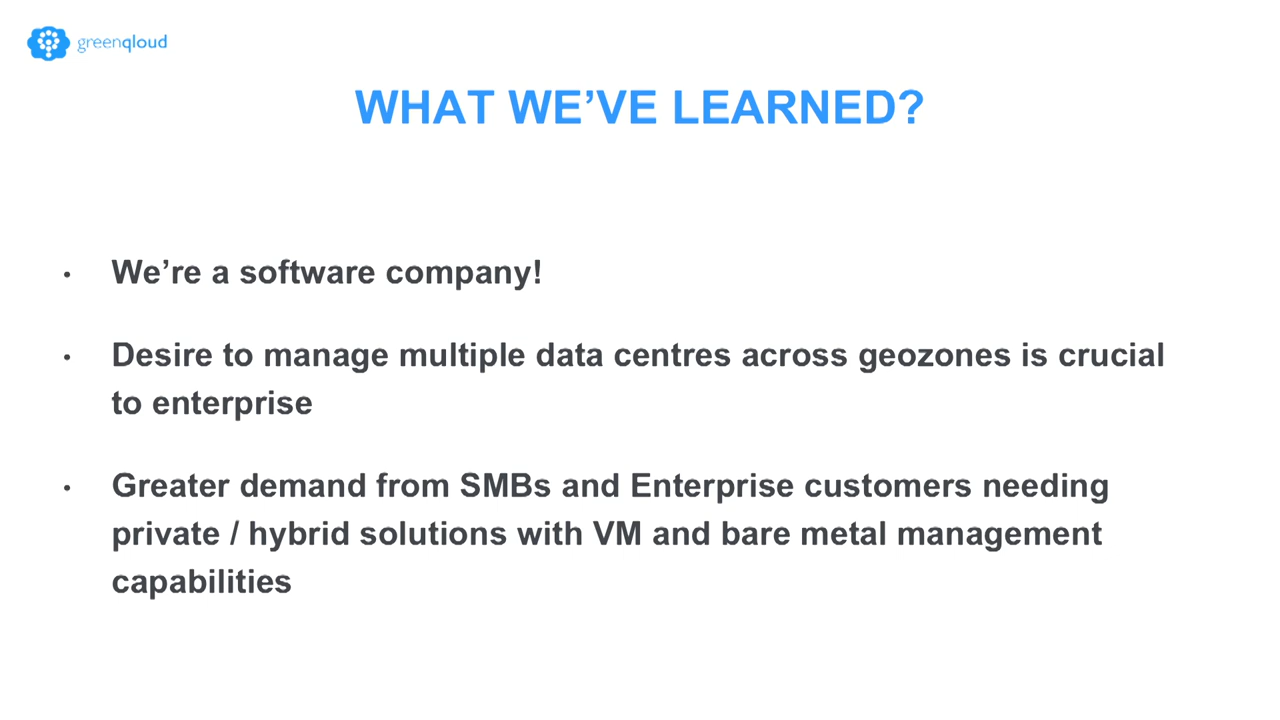 greenqloud
WHAT WE’VE LEARNED?
• We’re a software company!
• Desire to manage multiple data centres across geozones is crucial
to enterprise
• Greater demand from SMBs and Enterprise customers needing
private / hybrid solutions with VM and bare metal management
capabilities